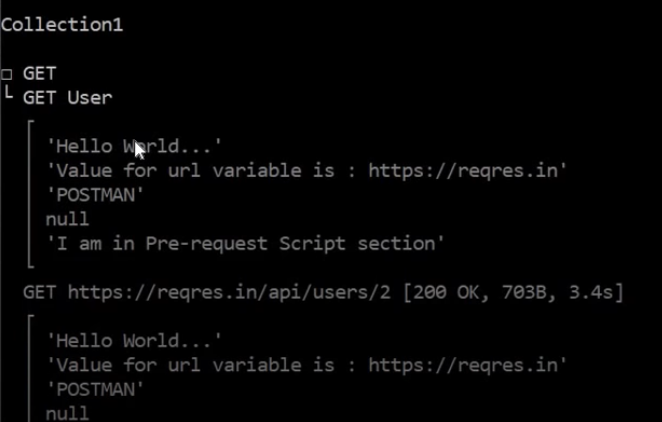 Collection1
□ GET
└ GET User
'Hello World...'
'Value for url variable is : https://reqres.in'
'POSTMAN'
null
'I am in Pre-request Script section'
GET https://reqres.in/api/users/2 [200 OK, 703B, 3.4s]
'Hello World...'
'Value for url variable is : https://reqres.in'
'POSTMAN'
null